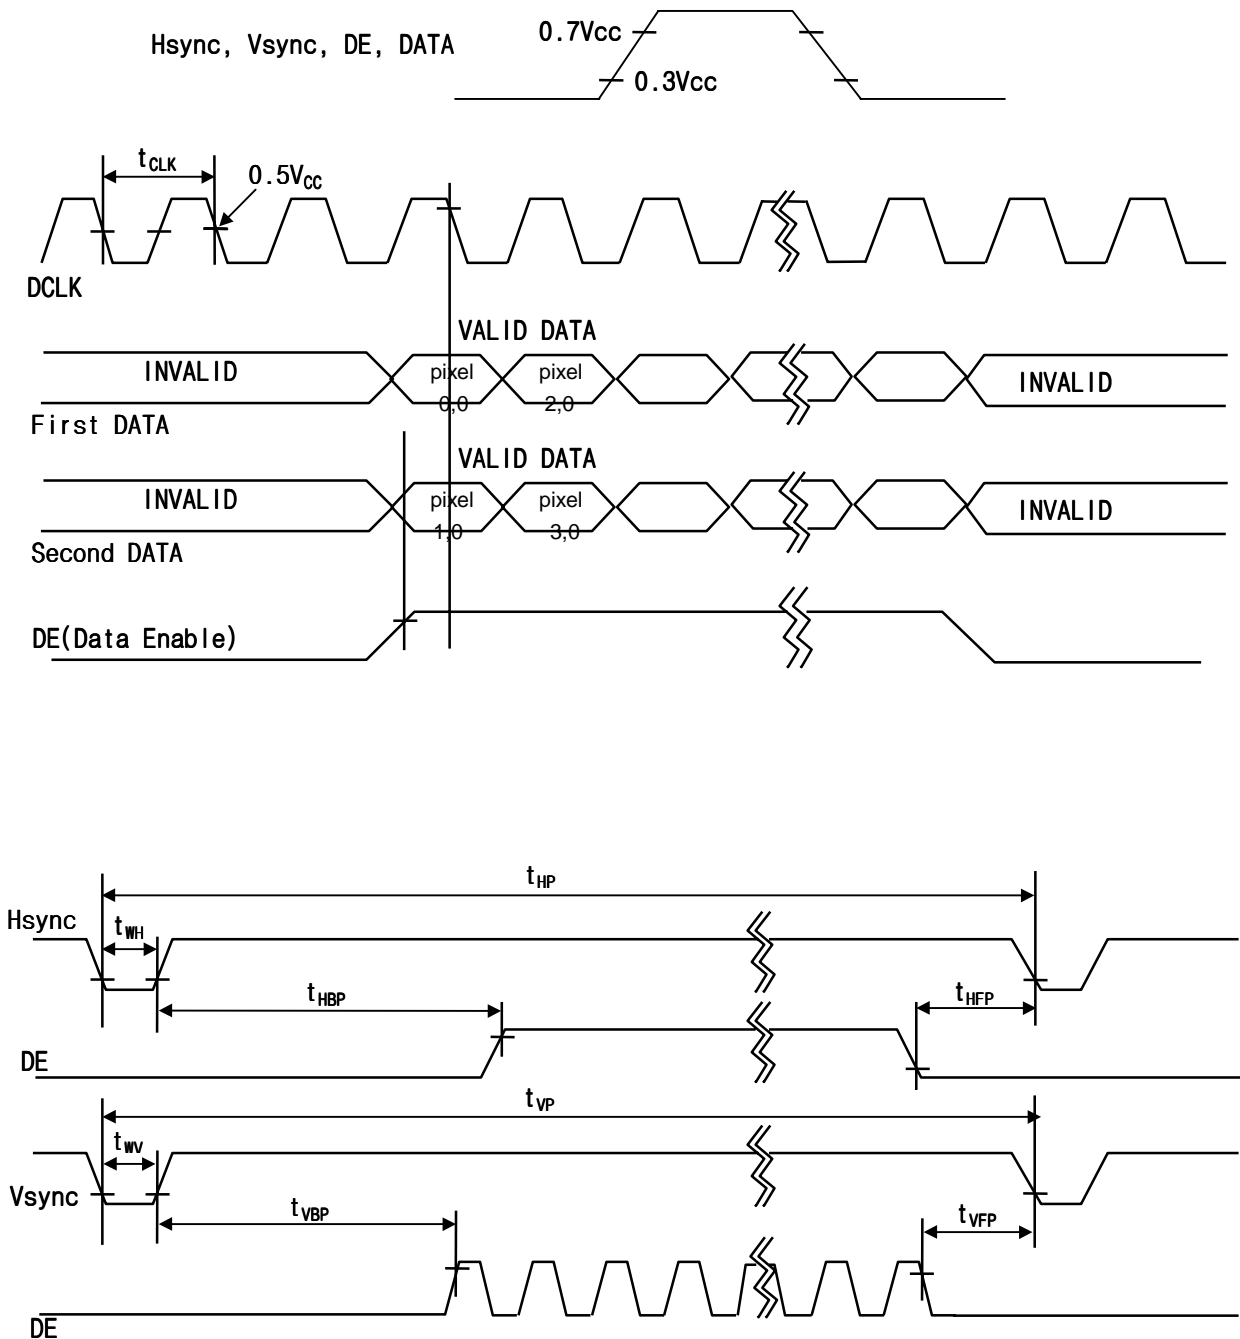 Hsync, Vsync, DE, DATA
0.7Vcc
0.3Vcc
tCLK
0.5VCC
DCLK
VALID DATA
INVALID
pixel 0,0
pixel 2,0
INVALID
First DATA
VALID DATA
INVALID
pixel 1,0
pixel 3,0
INVALID
Second DATA
DE(Data Enable)
tHP
Hsync
tWH
tHBP
tHFP
DE
tVP
tWV
Vsync
tVBP
tVFP
DE